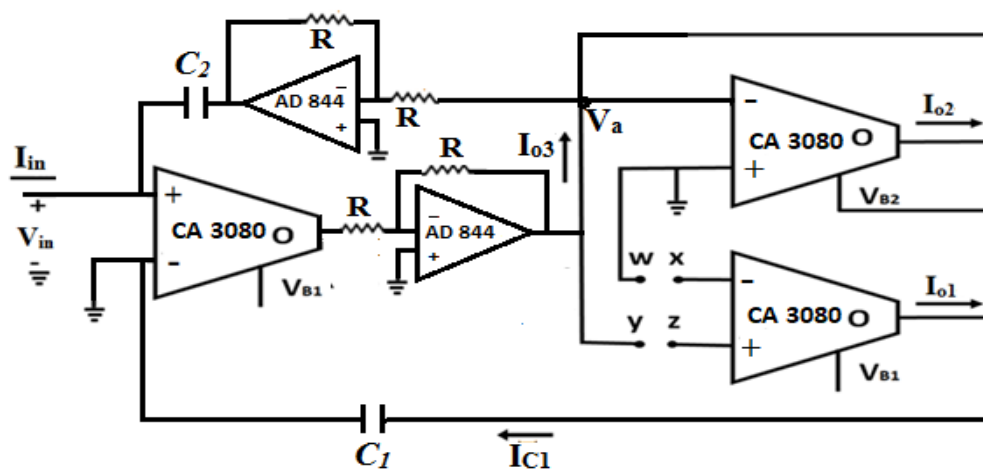 R
C2
AD 844
−
+
R
Va
Io3
-
+
CA 3080 O
Io2
VB2
Iin
+
Vin
-
+
-
CA 3080 O
VB1
R
R
−
+
AD 844
w x
y z
-
+
CA 3080 O
Io1
VB1
C1
IC1